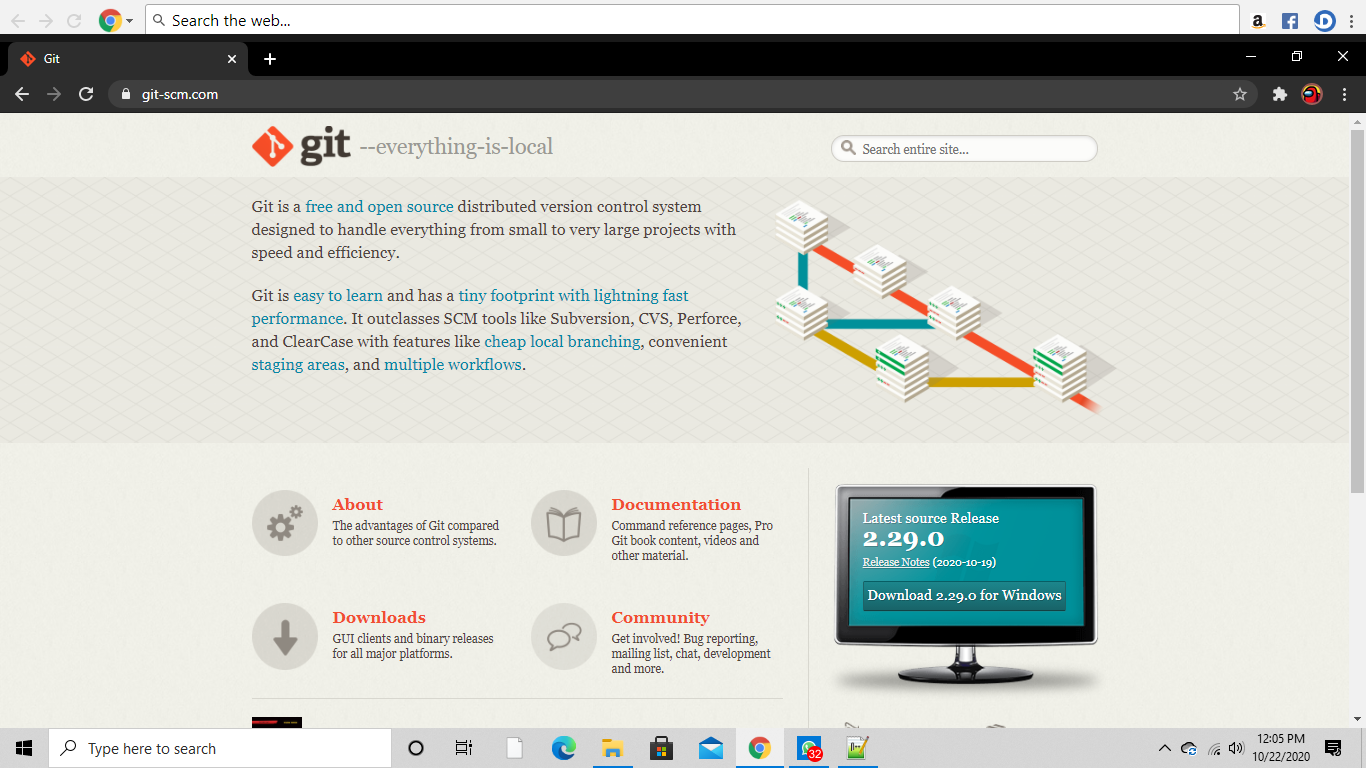 Search the web...
Git
git-scm.com
git --everything-is-local
Search entire site...
Git is a free and open source distributed version control system
designed to handle everything from small to very large projects with
speed and efficiency.
Git is easy to learn and has a tiny footprint with lightning fast
performance. It outclasses SCM tools like Subversion, CVS, Perforce,
and ClearCase with features like cheap local branching, convenient
staging areas, and multiple workflows.
About
The advantages of Git compared
to other source control systems.
Documentation
Command reference pages, Pro
Git book content, videos and
other material.
Downloads
GUI clients and binary releases
for all major platforms.
Community
Get involved! Bug reporting,
mailing list, chat, development
and more.
Latest source Release
2.29.0
Release Notes (2020-10-19)
Download 2.29.0 for Windows
Type here to search
32
12:05 PM
10/22/2020